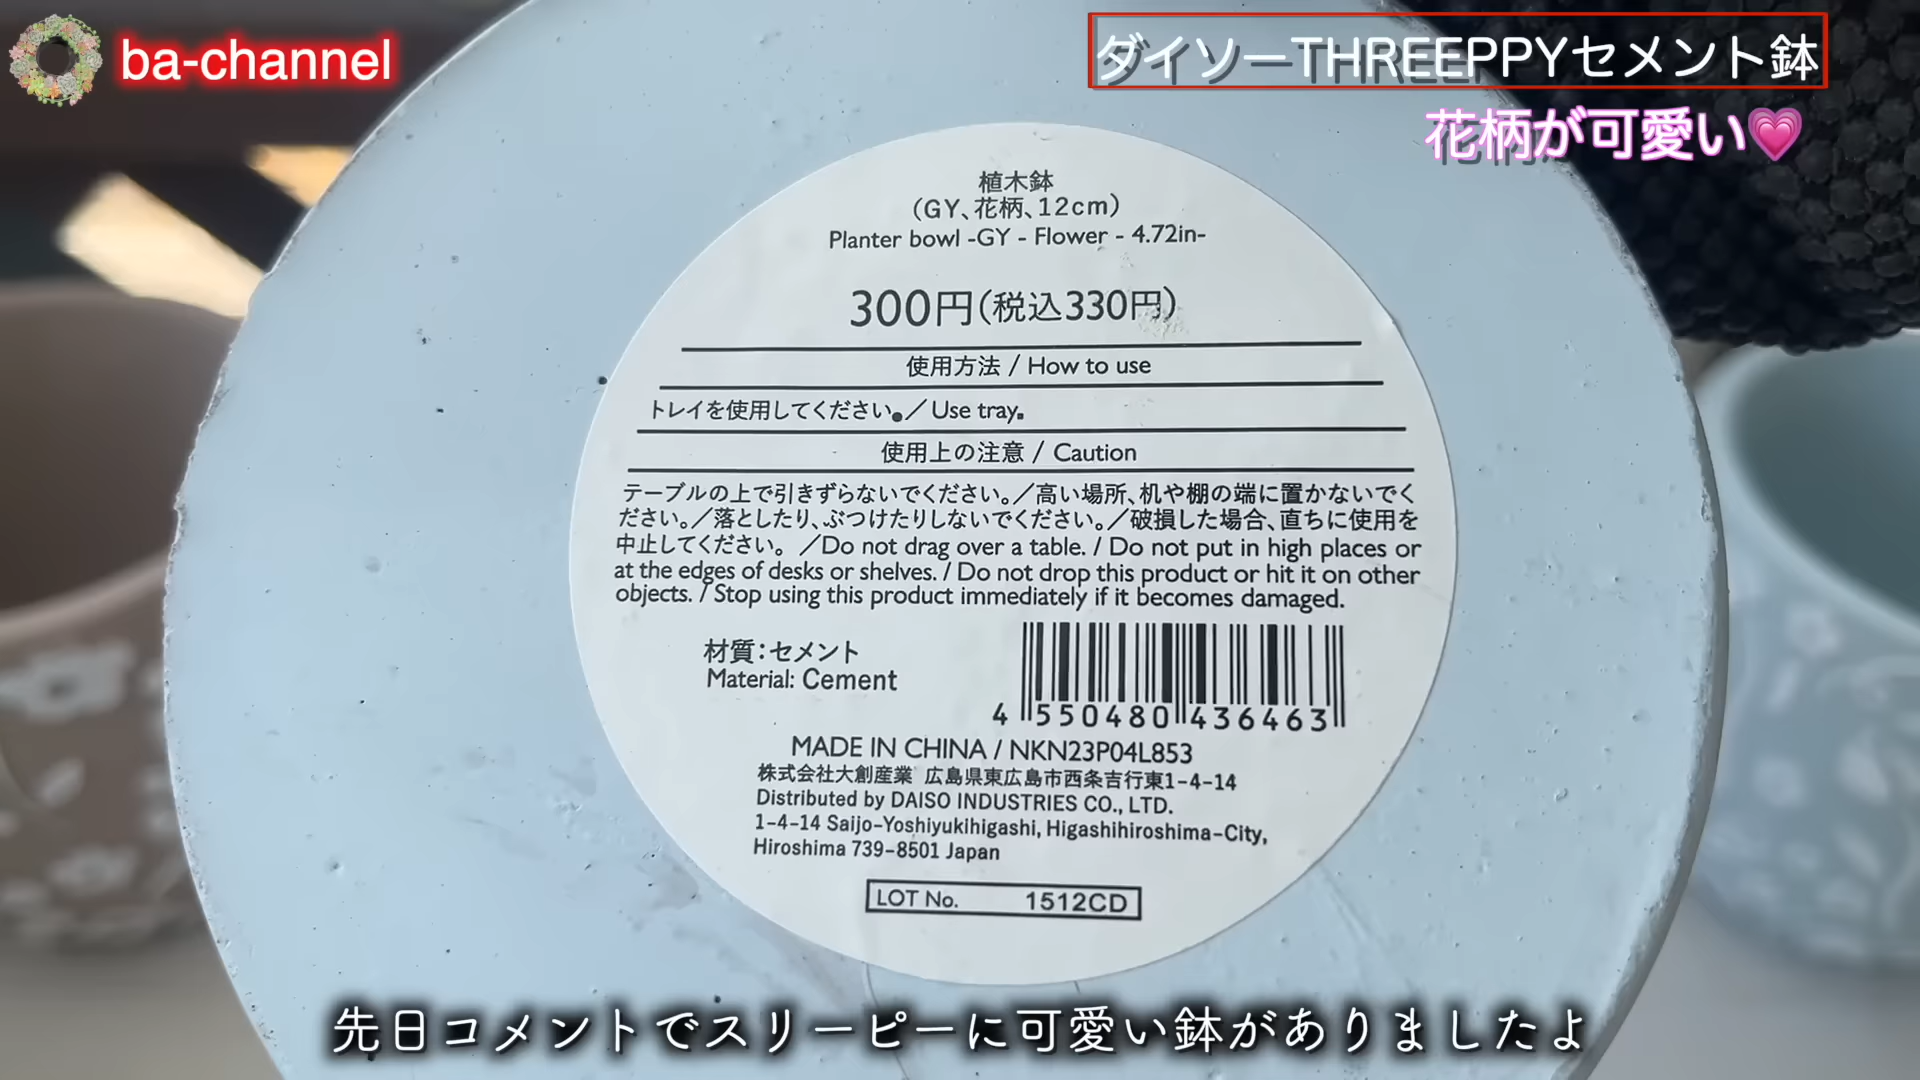 ba-channel
ダイソーTHREEPPYセメント鉢
花柄が可愛い💗
植木鉢
（GY、花柄、12cm）
Planter bowl -GY - Flower - 4.72in-
300円(税込330円)
使用方法 / How to use
トレイを使用してください。／Use tray.
使用上の注意 / Caution
テーブルの上で引きずらないでください。／高い場所、机や棚の端に置かないでく
ださい。／落としたり、ぶつけたりしないでください。／破損した場合、直ちに使用を
中止してください。／Do not drag over a table. / Do not put in high places or
at the edges of desks or shelves. / Do not drop this product or hit it on other
objects. / Stop using this product immediately if it becomes damaged.
材質：セメント
Material: Cement
4 550480 436463
MADE IN CHINA / NKN23P04L853
株式会社大創産業 広島県東広島市西条吉行東1-4-14
Distributed by DAISO INDUSTRIES CO., LTD.
1-4-14 Saijo-Yoshiyukihigashi, Higashihiroshima-City,
Hiroshima 739-8501 Japan
LOT No. 1512CD
先日コメントでスリーピーに可愛い鉢がありましたよ